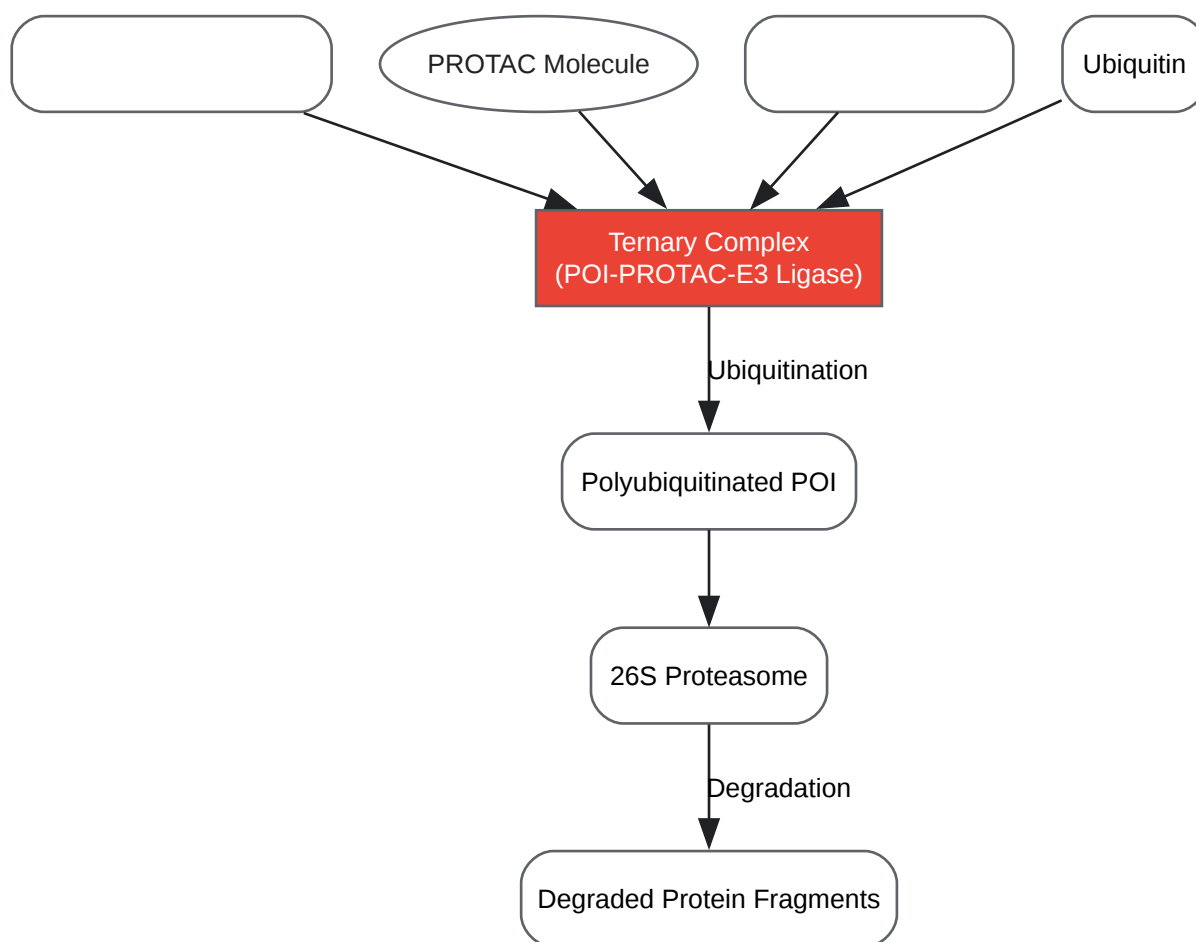 PROTAC Molecule
Ubiquitin
Ternary Complex
(POI-PROTAC-E3 Ligase)
Ubiquitination
Polyubiquitinated POI
26S Proteasome
Degradation
Degraded Protein Fragments